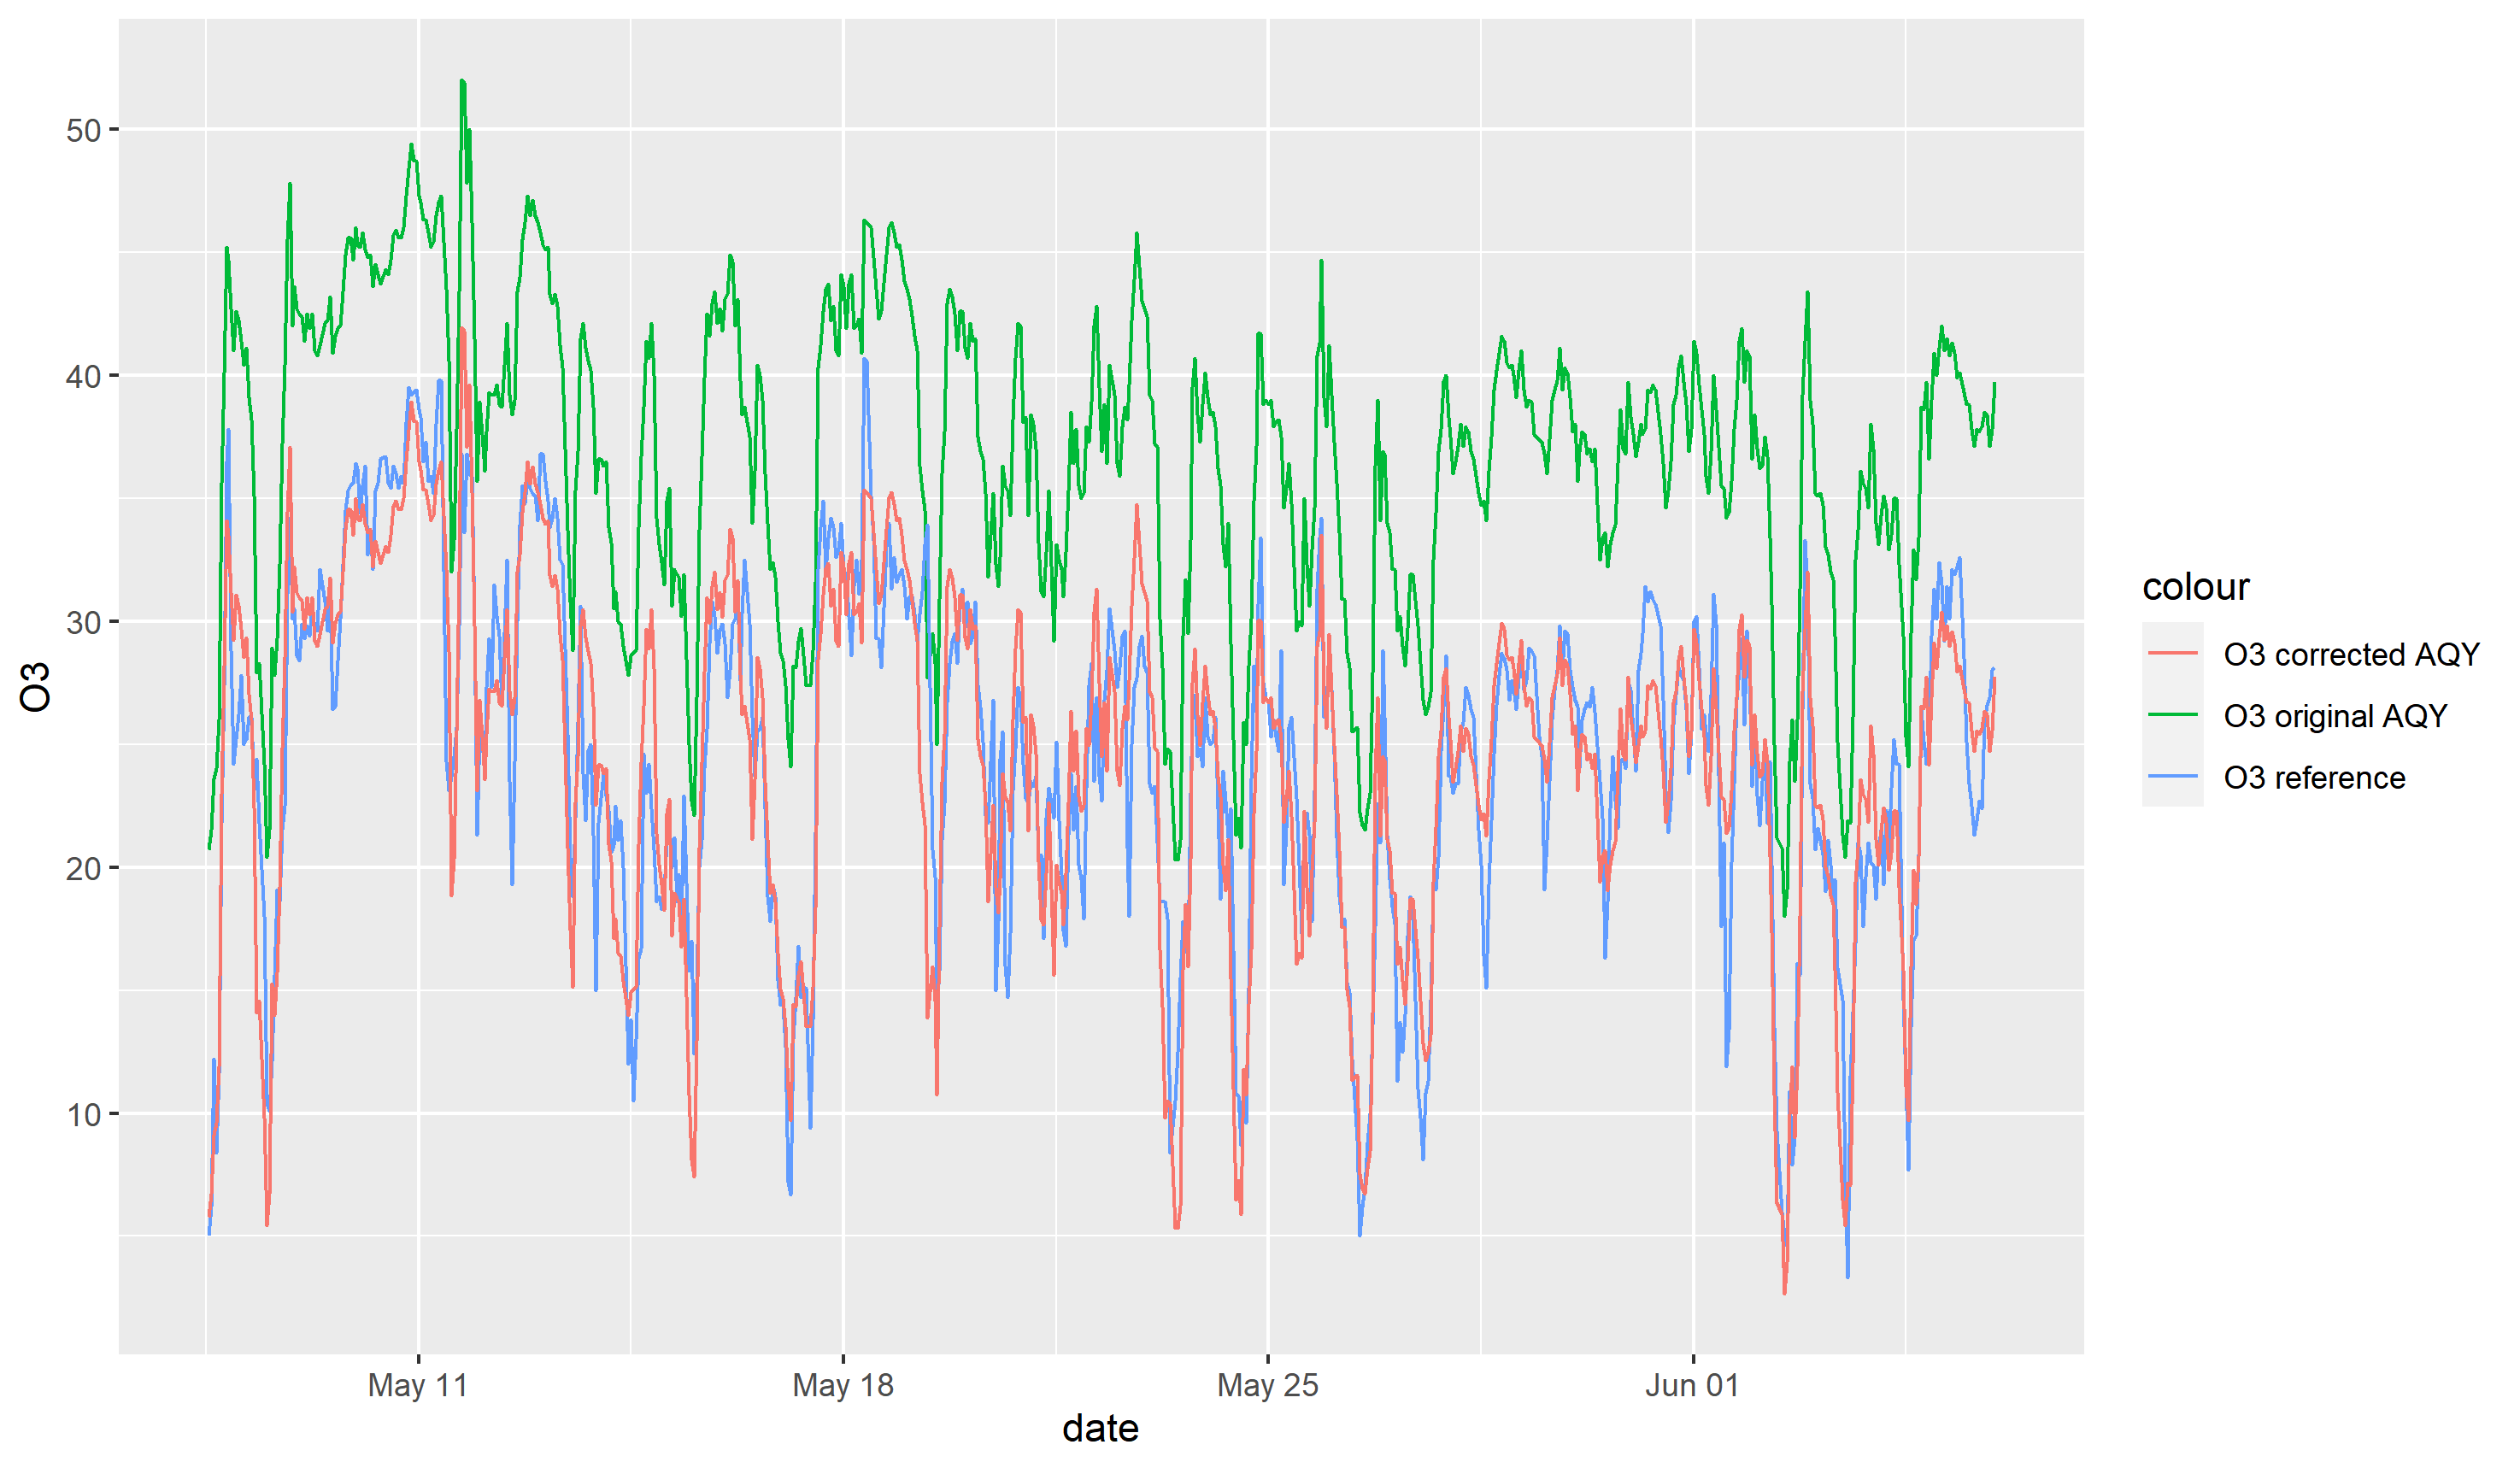 O3
50
40
30
20
10
May 11
May 18
May 25
Jun 01
date
colour
O3 corrected AQY
O3 original AQY
O3 reference